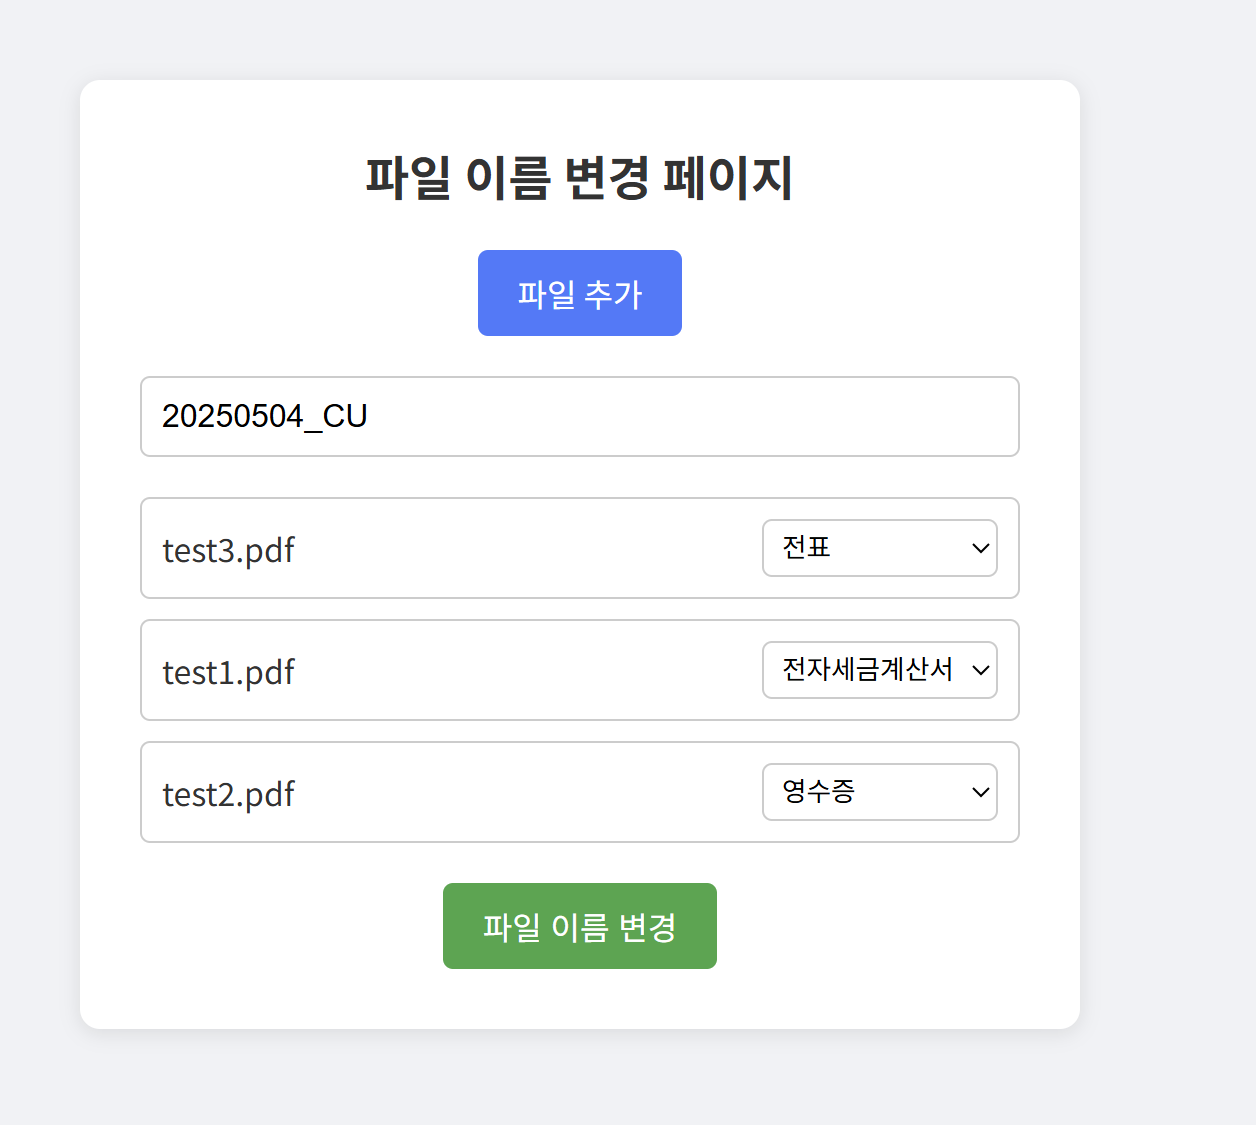 파일 이름 변경 페이지
파일 추가
20250504_CU
test3.pdf 전표
test1.pdf 전자세금계산서
test2.pdf 영수증
파일 이름 변경